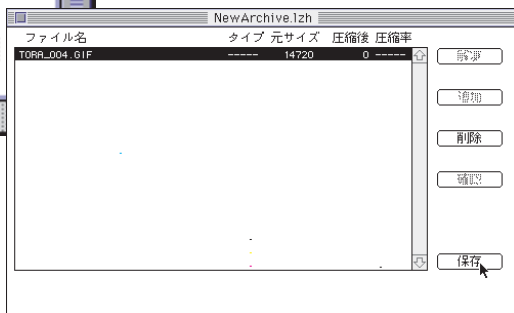 NewArchive.lzh
ファイル名 タイプ 元サイズ 圧縮後 圧縮率
TORA_004.GIF ----- 14720 0 -----
解凍
追加
削除
確認
保存